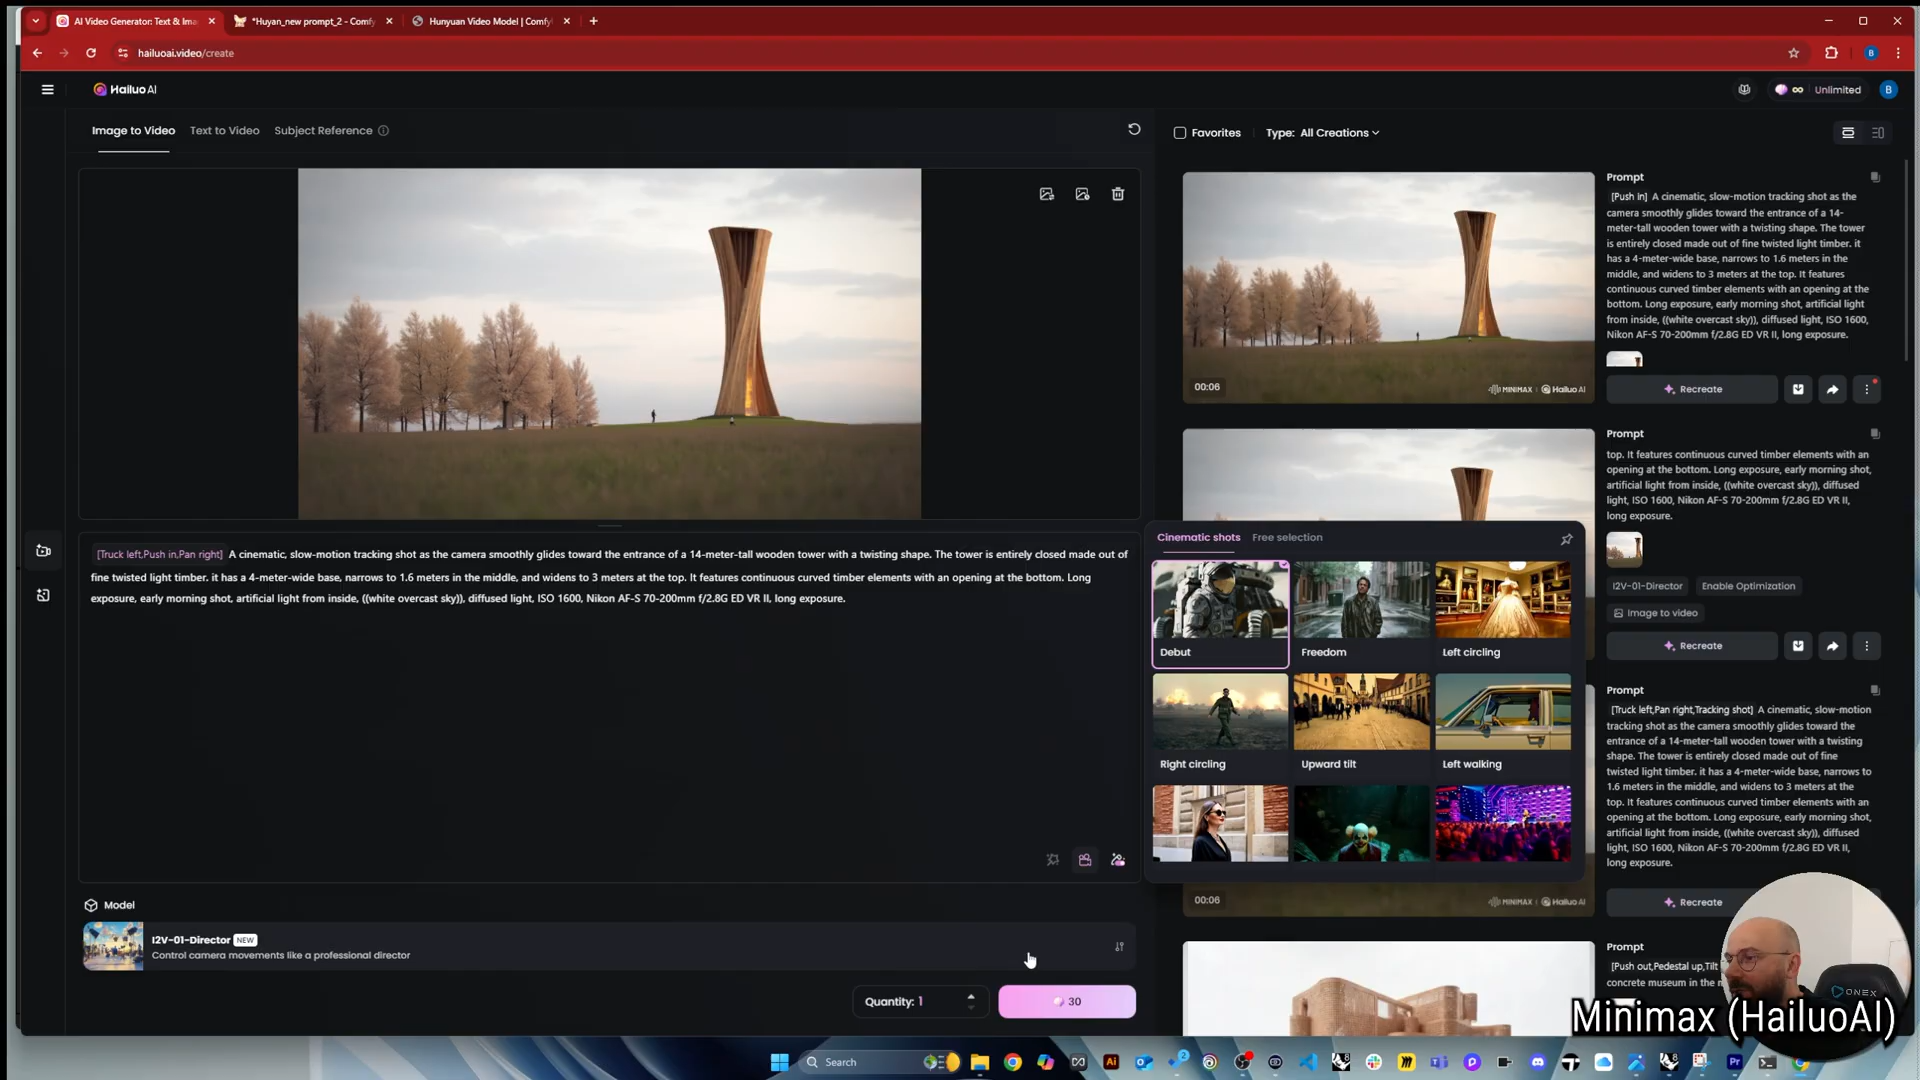 AI Video Generator: Text & Ima
*Huyan_new prompt_2 - Comfy
Hunyuan Video Model | Comfy
hailuoai.video/create
B
Hailuo AI
Unlimited
B
Image to Video
Text to Video
Subject Reference
Favorites
Type: All Creations
[Truck left,Push in,Pan right] A cinematic, slow-motion tracking shot as the camera smoothly glides toward the entrance of a 14-meter-tall wooden tower with a twisting shape. The tower is entirely closed made out of
fine twisted light timber. it has a 4-meter-wide base, narrows to 1.6 meters in the middle, and widens to 3 meters at the top. It features continuous curved timber elements with an opening at the bottom. Long
exposure, early morning shot, artificial light from inside, ((white overcast sky)), diffused light, ISO 1600, Nikon AF-S 70-200mm f/2.8G ED VR II, long exposure.
Model
I2V-01-Director NEW
Control camera movements like a professional director
Quantity: 1
30
00:06
MINIMAX | Hailuo AI
Prompt
[Push in] A cinematic, slow-motion tracking shot as the
camera smoothly glides toward the entrance of a 14-
meter-tall wooden tower with a twisting shape. The tower
is entirely closed made out of fine twisted light timber. it
has a 4-meter-wide base, narrows to 1.6 meters in the
middle, and widens to 3 meters at the top. It features
continuous curved timber elements with an opening at the
bottom. Long exposure, early morning shot, artificial light
from inside, ((white overcast sky)), diffused light, ISO 1600,
Nikon AF-S 70-200mm f/2.8G ED VR II, long exposure.
Recreate
Prompt
top. It features continuous curved timber elements with an
opening at the bottom. Long exposure, early morning shot,
artificial light from inside, ((white overcast sky)), diffused
light, ISO 1600, Nikon AF-S 70-200mm f/2.8G ED VR II,
long exposure.
I2V-01-Director
Enable Optimization
Image to video
Recreate
Cinematic shots
Free selection
Debut
Freedom
Left circling
Right circling
Upward tilt
Left walking
Prompt
[Truck left,Pan right,Tracking shot] A cinematic, slow-motion
tracking shot as the camera smoothly glides toward the
entrance of a 14-meter-tall wooden tower with a twisting
shape. The tower is entirely closed made out of fine
twisted light timber. it has a 4-meter-wide base, narrows to
1.6 meters in the middle, and widens to 3 meters at the
top. It features continuous curved timber elements with an
opening at the bottom. Long exposure, early morning shot,
artificial light from inside, ((white overcast sky)), diffused
light, ISO 1600, Nikon AF-S 70-200mm f/2.8G ED VR II,
long exposure.
00:06
MINIMAX | Hailuo AI
Recreate
Prompt
[Push out,Pedestal up,Tilt
concrete museum in the m
ONEX
Minimax (HailuoAI)
Search
Ai
2
Pr